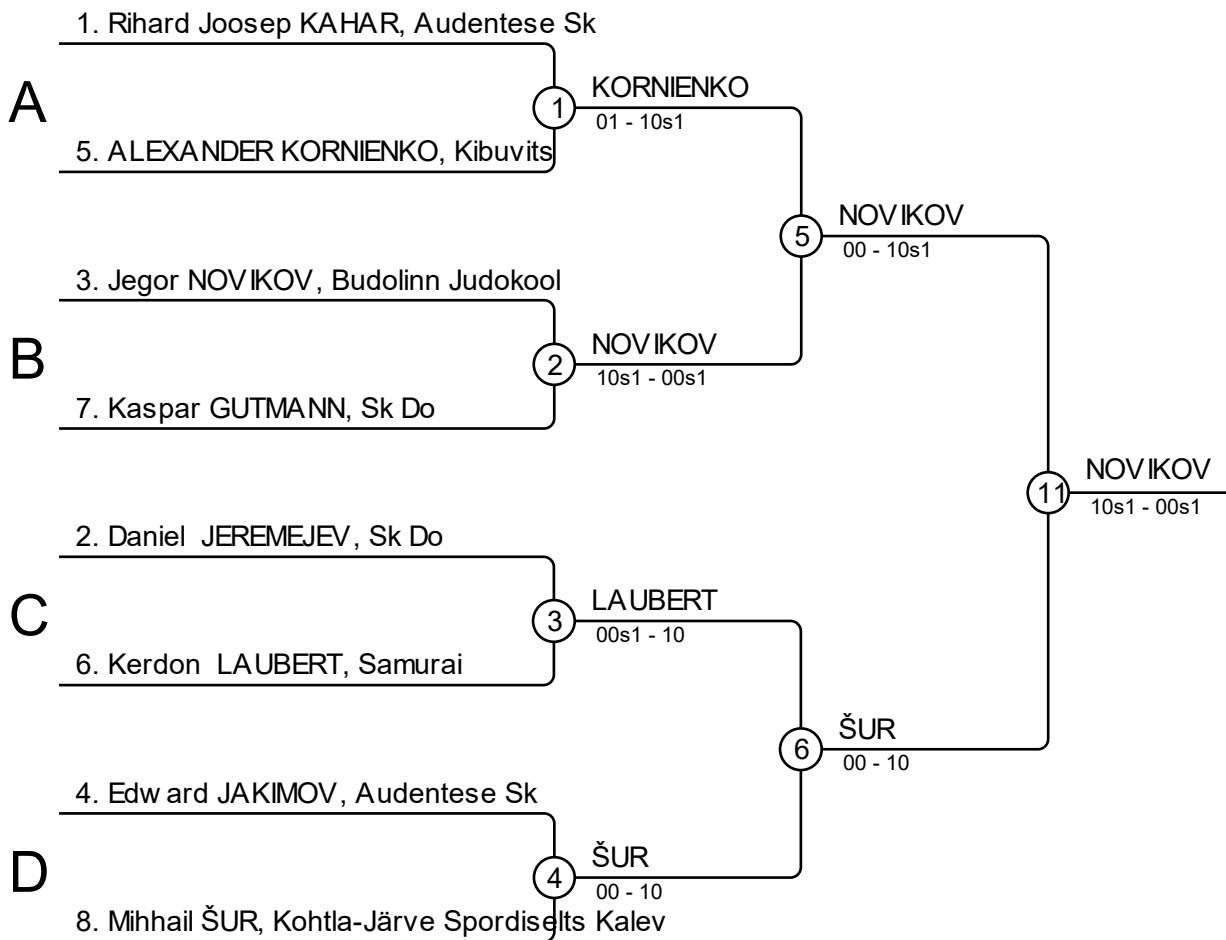 1. Rihard Joosep KAHAR, Audentese Sk
A
1
KORNIENKO
01 - 10s1
5. ALEXANDER KORNIENKO, Kibuvits
5
NOVIKOV
00 - 10s1
3. Jegor NOVIKOV, Budolinn Judokool
B
2
NOVIKOV
10s1 - 00s1
7. Kaspar GUTMANN, Sk Do
11
NOVIKOV
10s1 - 00s1
2. Daniel JEREMEJEV, Sk Do
C
3
LAUBERT
00s1 - 10
6. Kerdon LAUBERT, Samurai
6
ŠUR
00 - 10
4. Edward JAKIMOV, Audentese Sk
D
4
ŠUR
00 - 10
8. Mihhail ŠUR, Kohtla-Järve Spordiselts Kalev